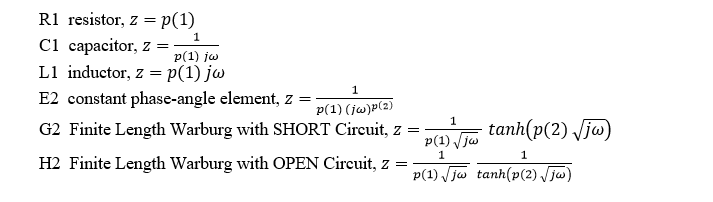 R1 resistor, z = p(1)
C1 capacitor, z = 1 / p(1) jω
L1 inductor, z = p(1) jω
E2 constant phase-angle element, z = 1 / p(1) (jω)^p(2)
G2 Finite Length Warburg with SHORT Circuit, z = 1 / p(1) √jω tanh(p(2) √jω)
H2 Finite Length Warburg with OPEN Circuit, z = 1 / p(1) √jω 1 / tanh(p(2) √jω)